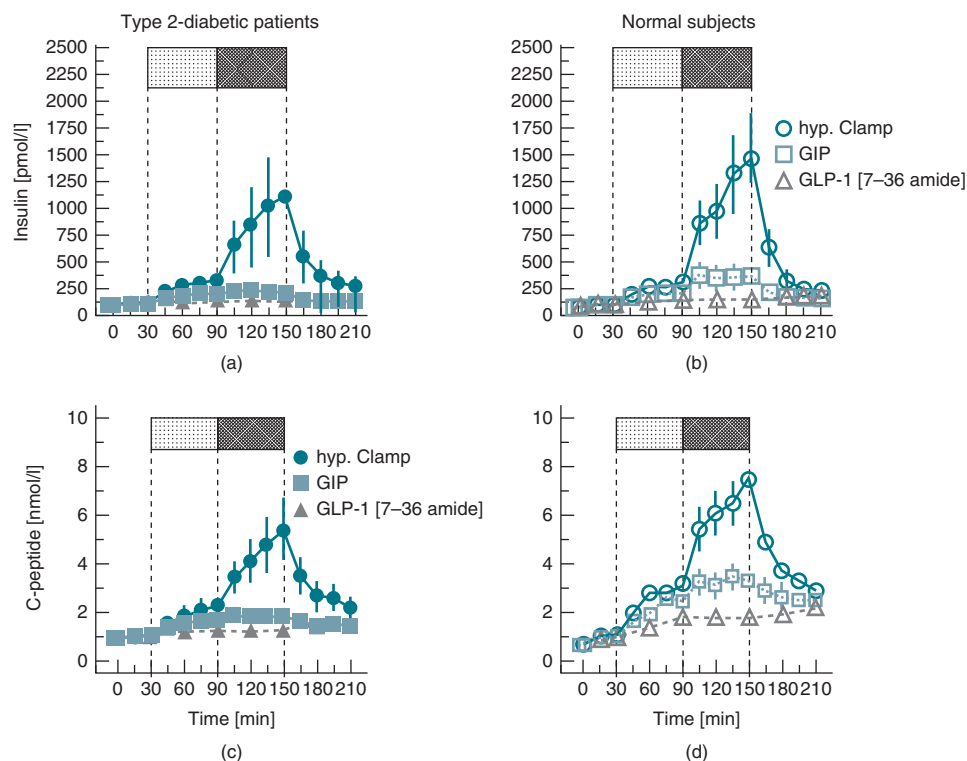 Type 2-diabetic patients
Normal subjects
Insulin [pmol/l]
2500
2250
2000
1750
1500
1250
1000
750
500
250
0
0 30 60 90 120 150 180 210
(a)
2500
2250
2000
1750
1500
1250
1000
750
500
250
0
hyp. Clamp
GIP
GLP-1 [7–36 amide]
0 30 60 90 120 150 180 210
(b)
C-peptide [nmol/l]
10
8
6
4
2
0
hyp. Clamp
GIP
GLP-1 [7–36 amide]
0 30 60 90 120 150 180 210
Time [min]
(c)
10
8
6
4
2
0
0 30 60 90 120 150 180 210
Time [min]
(d)